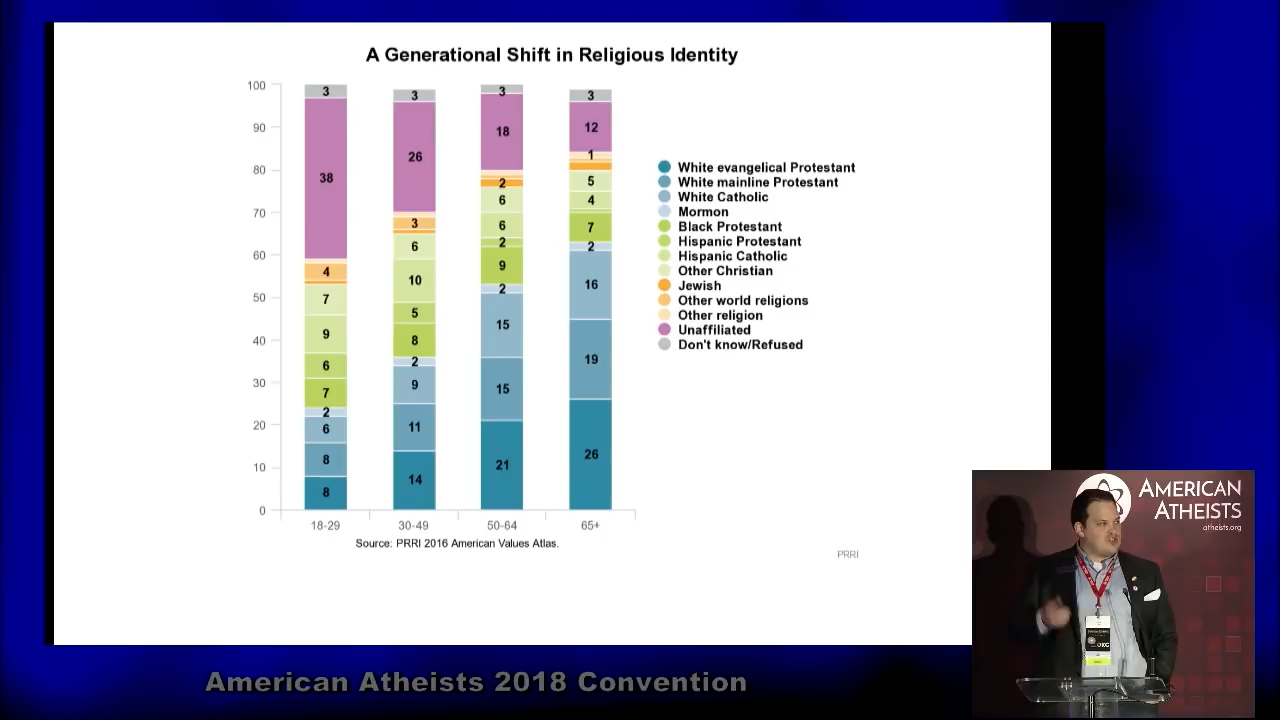 A Generational Shift in Religious Identity
100
90
80
70
60
50
40
30
20
10
0
3
38
4
7
9
6
7
2
6
8
8
3
26
3
6
10
5
8
2
9
11
14
3
18
2
6
6
2
9
2
15
15
21
3
12
1
5
4
7
2
16
19
26
18-29
30-49
50-64
65+
White evangelical Protestant
White mainline Protestant
White Catholic
Mormon
Black Protestant
Hispanic Protestant
Hispanic Catholic
Other Christian
Jewish
Other world religions
Other religion
Unaffiliated
Don't know/Refused
Source: PRRI 2016 American Values Atlas.
PRRI
AMERICAN
ATHEISTS
atheists.org
American Atheists 2018 Convention